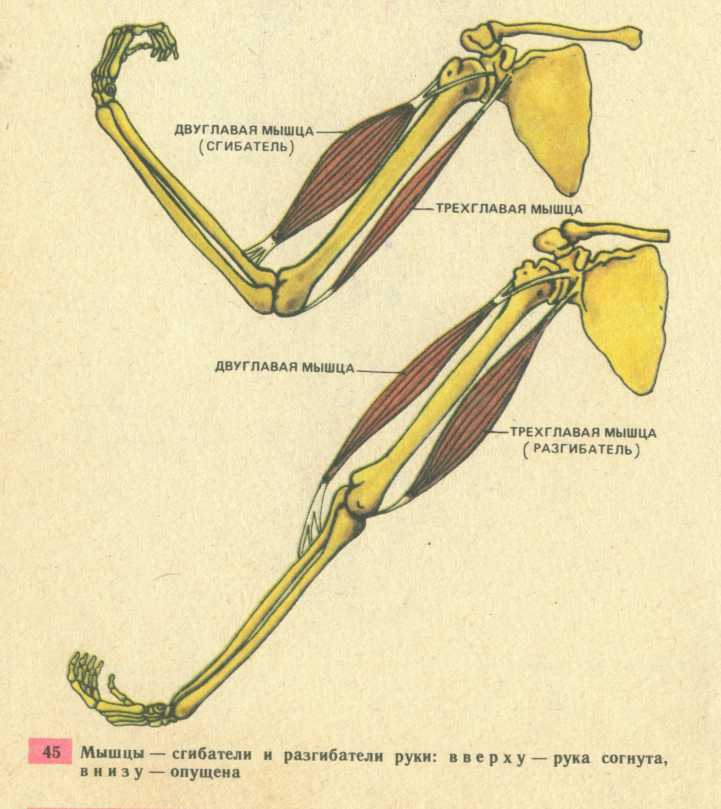 ДВУГЛАВАЯ МЫШЦА
(СГИБАТЕЛЬ)
ТРЕХГЛАВАЯ МЫШЦА
ДВУГЛАВАЯ МЫШЦА
ТРЕХГЛАВАЯ МЫШЦА
(РАЗГИБАТЕЛЬ)
45 Мышцы — сгибатели и разгибатели руки: вверху — рука согнута,
внизу — опущена